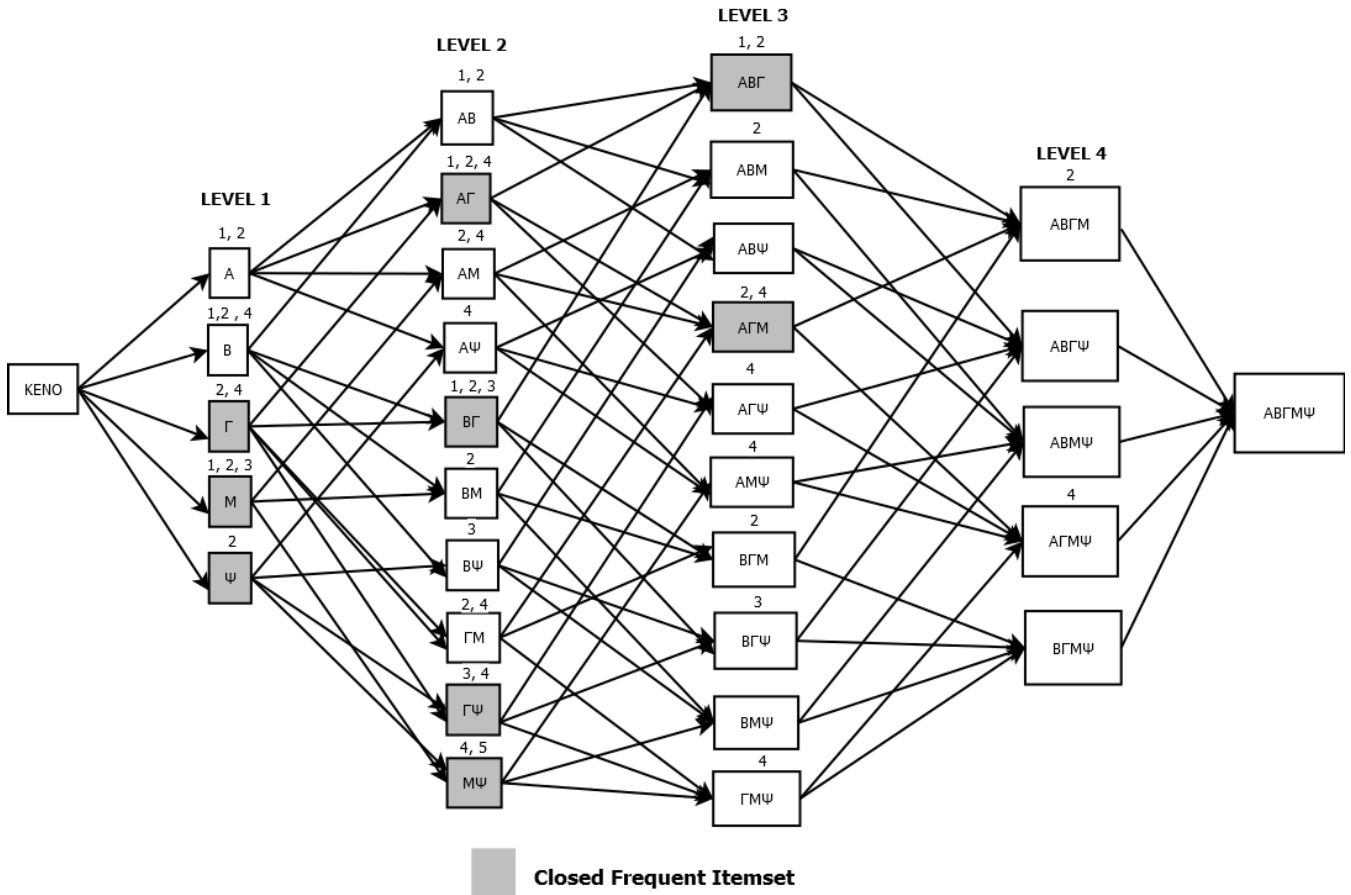 ΚΕΝΟ
LEVEL 1
1, 2
Α
1,2 , 4
Β
2, 4
Γ
1, 2, 3
Μ
2
Ψ
LEVEL 2
1, 2
ΑΒ
1, 2, 4
ΑΓ
2, 4
ΑΜ
4
ΑΨ
1, 2, 3
ΒΓ
2
ΒΜ
3
ΒΨ
2, 4
ΓΜ
3, 4
ΓΨ
4, 5
ΜΨ
LEVEL 3
1, 2
ΑΒΓ
2
ΑΒΜ
ΑΒΨ
2, 4
ΑΓΜ
4
ΑΓΨ
4
ΑΜΨ
2
ΒΓΜ
3
ΒΓΨ
ΒΜΨ
4
ΓΜΨ
LEVEL 4
2
ΑΒΓΜ
ΑΒΓΨ
ΑΒΜΨ
4
ΑΓΜΨ
ΒΓΜΨ
ΑΒΓΜΨ
Closed Frequent Itemset